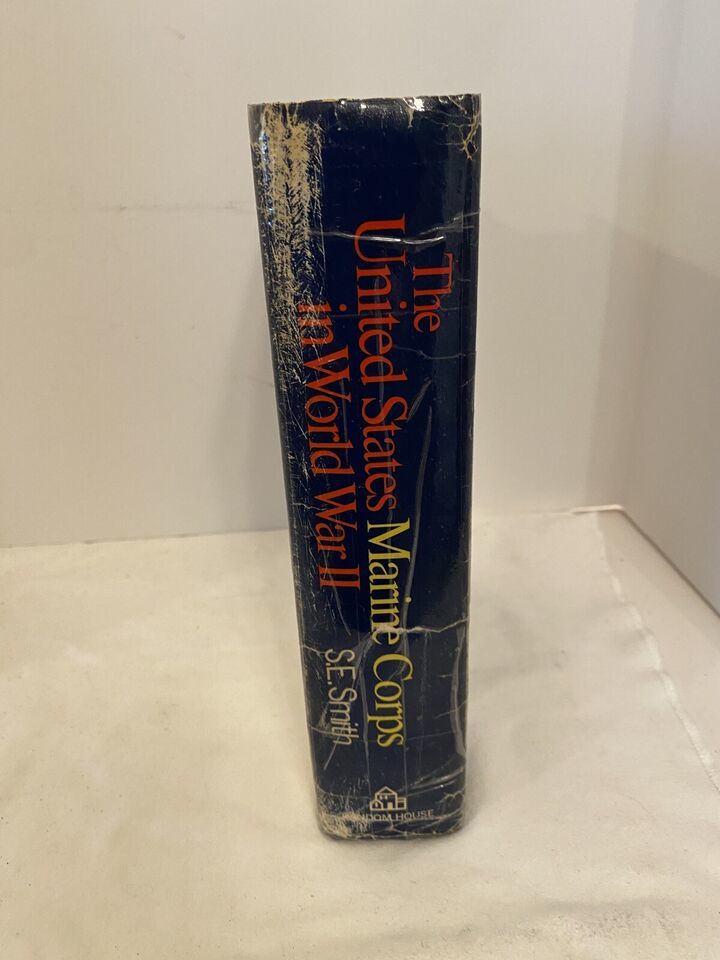 The
United States Marine Corps
in World War II
S.E. Smith
RANDOM HOUSE